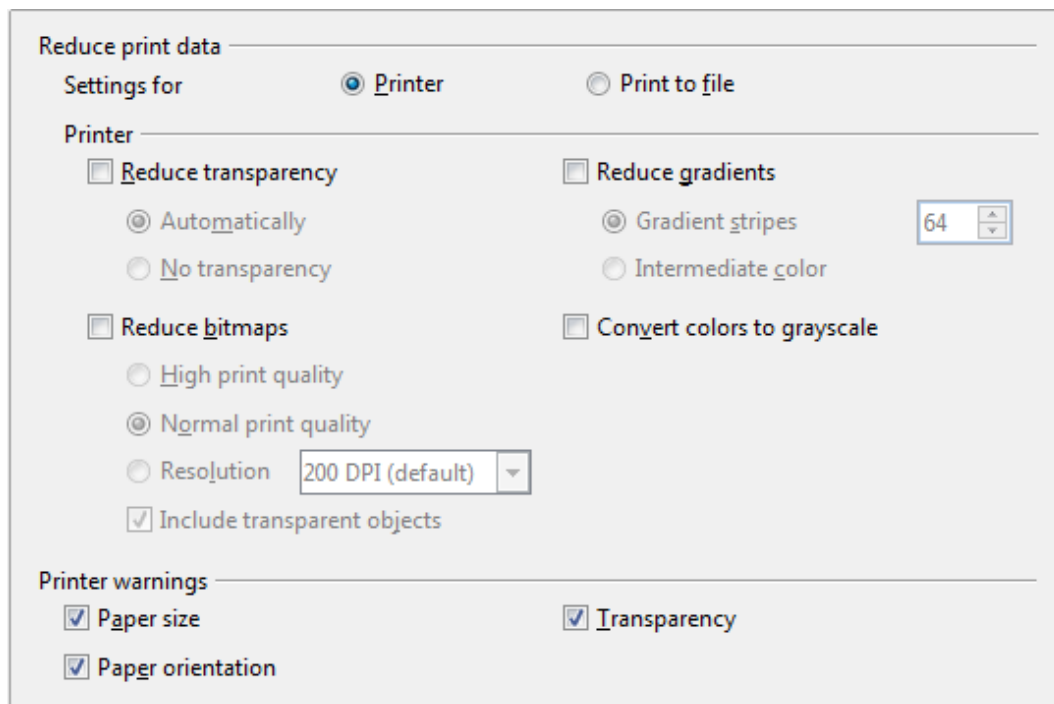 Reduce print data
Settings for Printer Print to file
Printer
Reduce transparency Reduce gradients
Automatically Gradient stripes 64
No transparency Intermediate color
Reduce bitmaps Convert colors to grayscale
High print quality
Normal print quality
Resolution 200 DPI (default)
Include transparent objects
Printer warnings
Paper size Transparency
Paper orientation